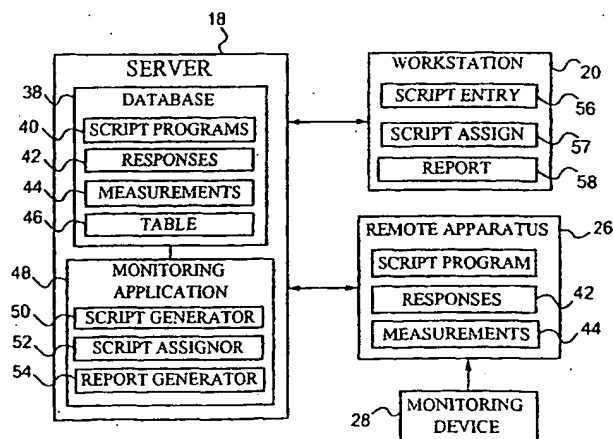 18
SERVER
38
DATABASE
40
SCRIPT PROGRAMS
42
RESPONSES
44
MEASUREMENTS
46
TABLE
48
MONITORING
APPLICATION
50
SCRIPT GENERATOR
52
SCRIPT ASSIGNOR
54
REPORT GENERATOR
WORKSTATION
20
SCRIPT ENTRY
56
SCRIPT ASSIGN
57
REPORT
58
REMOTE APPARATUS
26
SCRIPT PROGRAM
RESPONSES
42
MEASUREMENTS
44
28
MONITORING
DEVICE